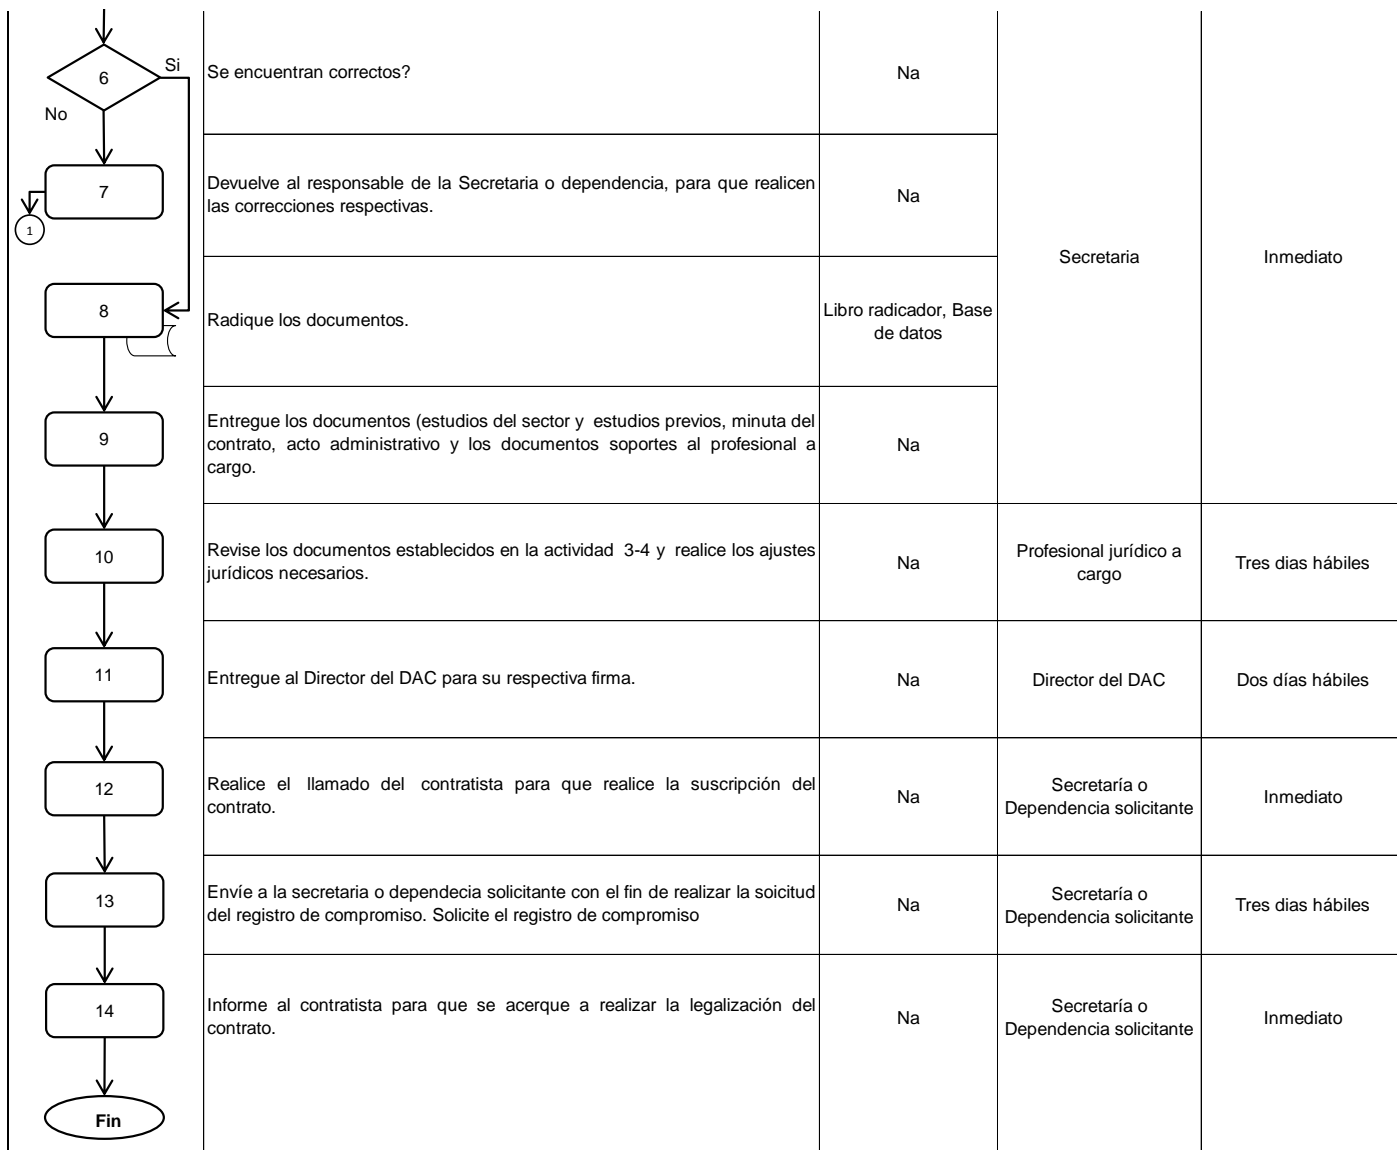 6
Si
No
Se encuentran correctos?
Na
7
1
Devuelve al responsable de la Secretaria o dependencia, para que realicen
las correcciones respectivas.
Na
Secretaria
Inmediato
8
Radique los documentos.
Libro radicador, Base
de datos
9
Entregue los documentos (estudios del sector y estudios previos, minuta del
contrato, acto administrativo y los documentos soportes al profesional a
cargo.
Na
10
Revise los documentos establecidos en la actividad 3-4 y realice los ajustes
jurídicos necesarios.
Na
Profesional jurídico a
cargo
Tres dias hábiles
11
Entregue al Director del DAC para su respectiva firma.
Na
Director del DAC
Dos días hábiles
12
Realice el llamado del contratista para que realice la suscripción del
contrato.
Na
Secretaría o
Dependencia solicitante
Inmediato
13
Envíe a la secretaria o dependecia solicitante con el fin de realizar la soicitud
del registro de compromiso. Solicite el registro de compromiso
Na
Secretaría o
Dependencia solicitante
Tres dias hábiles
14
Informe al contratista para que se acerque a realizar la legalización del
contrato.
Na
Secretaría o
Dependencia solicitante
Inmediato
Fin